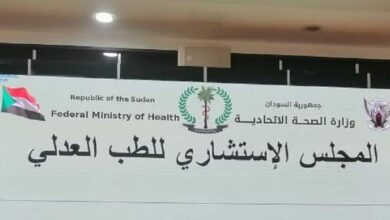 Republic of the Sudan
جمهورية السودان
Federal Ministry of Health
وزارة الصحة الاتحادية
المجلس الإستشاري للطب العدلي